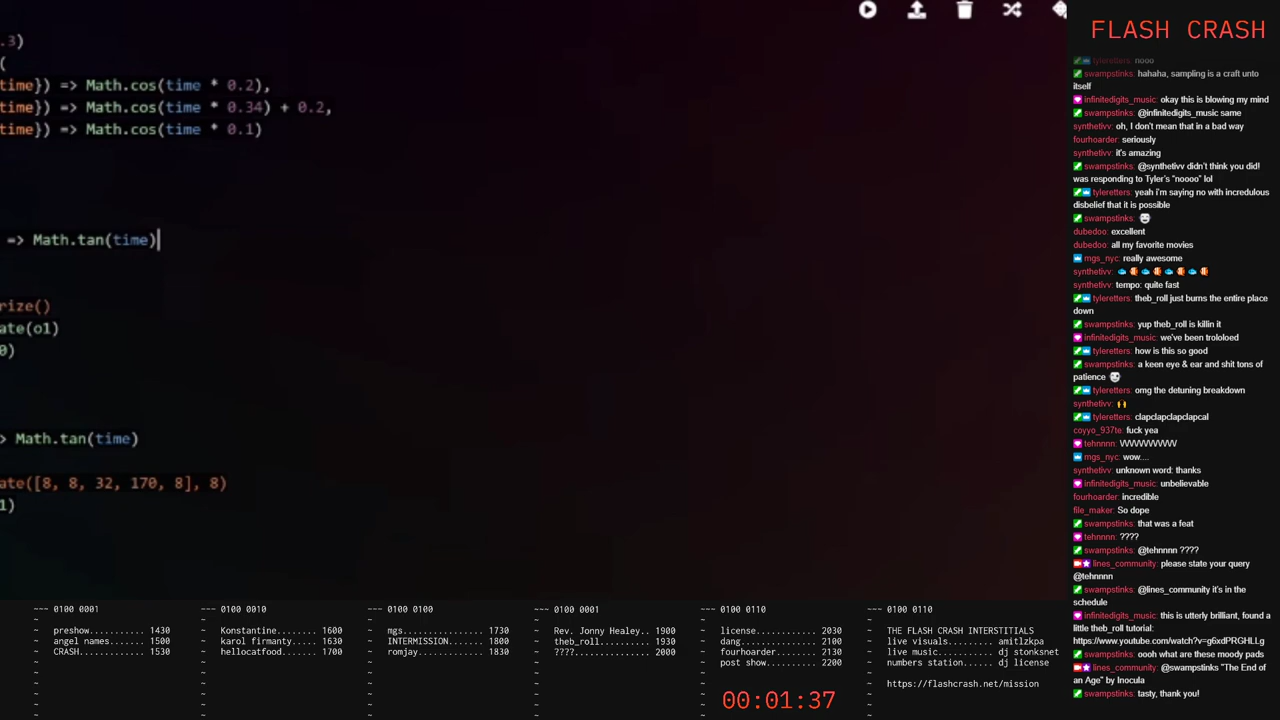 FLASH CRASH
.3)
(
time}) => Math.cos(time * 0.2),
time}) => Math.cos(time * 0.34) + 0.2,
time}) => Math.cos(time * 0.1)
=> Math.tan(time)
rize()
ate(o1)
0)
> Math.tan(time)
ate([8, 8, 32, 170, 8], 8)
1)
tyleretters: nooo
swampstinks: hahaha, sampling is a craft unto
itself
infinitedigits_music: okay this is blowing my mind
swampstinks: @infinitedigits_music same
synthetivv: oh, I don't mean that in a bad way
fourhoarder: seriously
synthetivv: it's amazing
swampstinks: @synthetivv didn't think you did!
was responding to Tyler's "noooo" lol
tyleretters: yeah i'm saying no with incredulous
disbelief that it is possible
swampstinks:
dubedoo: excellent
dubedoo: all my favorite movies
mgs_nyc: really awesome
synthetivv: 🐟 🐠 🐟 🐠 🐟 🐠 🐟 🐠
synthetivv: tempo: quite fast
tyleretters: theb_roll just burns the entire place
down
swampstinks: yup theb_roll is killin it
infinitedigits_music: we've been trololoed
tyleretters: how is this so good
swampstinks: a keen eye & ear and shit tons of
patience
tyleretters: omg the detuning breakdown
synthetivv: 🙌
tyleretters: clapclapclapclapcal
coyyo_937te: fuck yea
tehnnnn: VVVVVVVVVV
mgs_nyc: wow....
synthetivv: unknown word: thanks
infinitedigits_music: unbelievable
fourhoarder: incredible
file_maker: So dope
swampstinks: that was a feat
tehnnnn: ????
swampstinks: @tehnnnn ????
lines_community: please state your query
@tehnnnn
swampstinks: @lines_community it's in the
schedule
infinitedigits_music: this is utterly brilliant, found a
little theb_roll tutorial:
https://www.youtube.com/watch?v=g6xdPRGHLLg
swampstinks: oooh what are these moody pads
lines_community: @swampstinks "The End of
an Age" by Inocula
swampstinks: tasty, thank you!
~~~ 0100 0001
preshow........... 1430
angel names...... 1500
CRASH............. 1530
~~~ 0100 0010
Konstantine....... 1600
karol firmanty... 1630
hellocatfood..... 1700
~~~ 0100 0100
mgs............... 1730
INTERMISSION..... 1800
romjay............ 1830
~~~ 0100 0001
Rev. Jonny Healey.. 1900
theb_roll......... 1930
????.............. 2000
~~~ 0100 0110
license........... 2030
dang.............. 2100
fourhoarder...... 2130
post show........ 2200
00:01:37
~~~ 0100 0110
THE FLASH CRASH INTERSTITIALS
live visuals...... amitlzkpa
live music..... dj stonksnet
numbers station.. dj license
https://flashcrash.net/mission